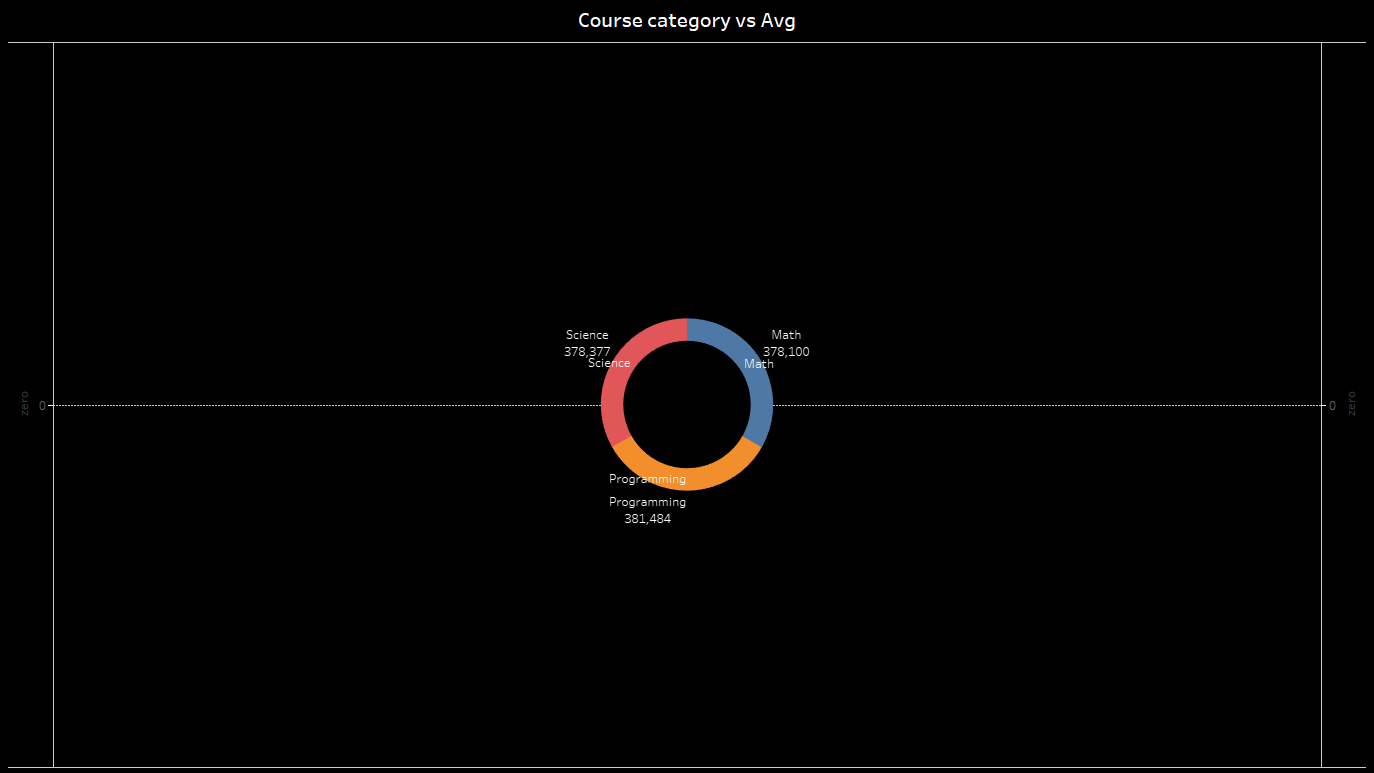 Course category vs Avg
Science
378,377
Science
Math
378,100
Math
zero
0
0
zero
Programming
Programming
381,484